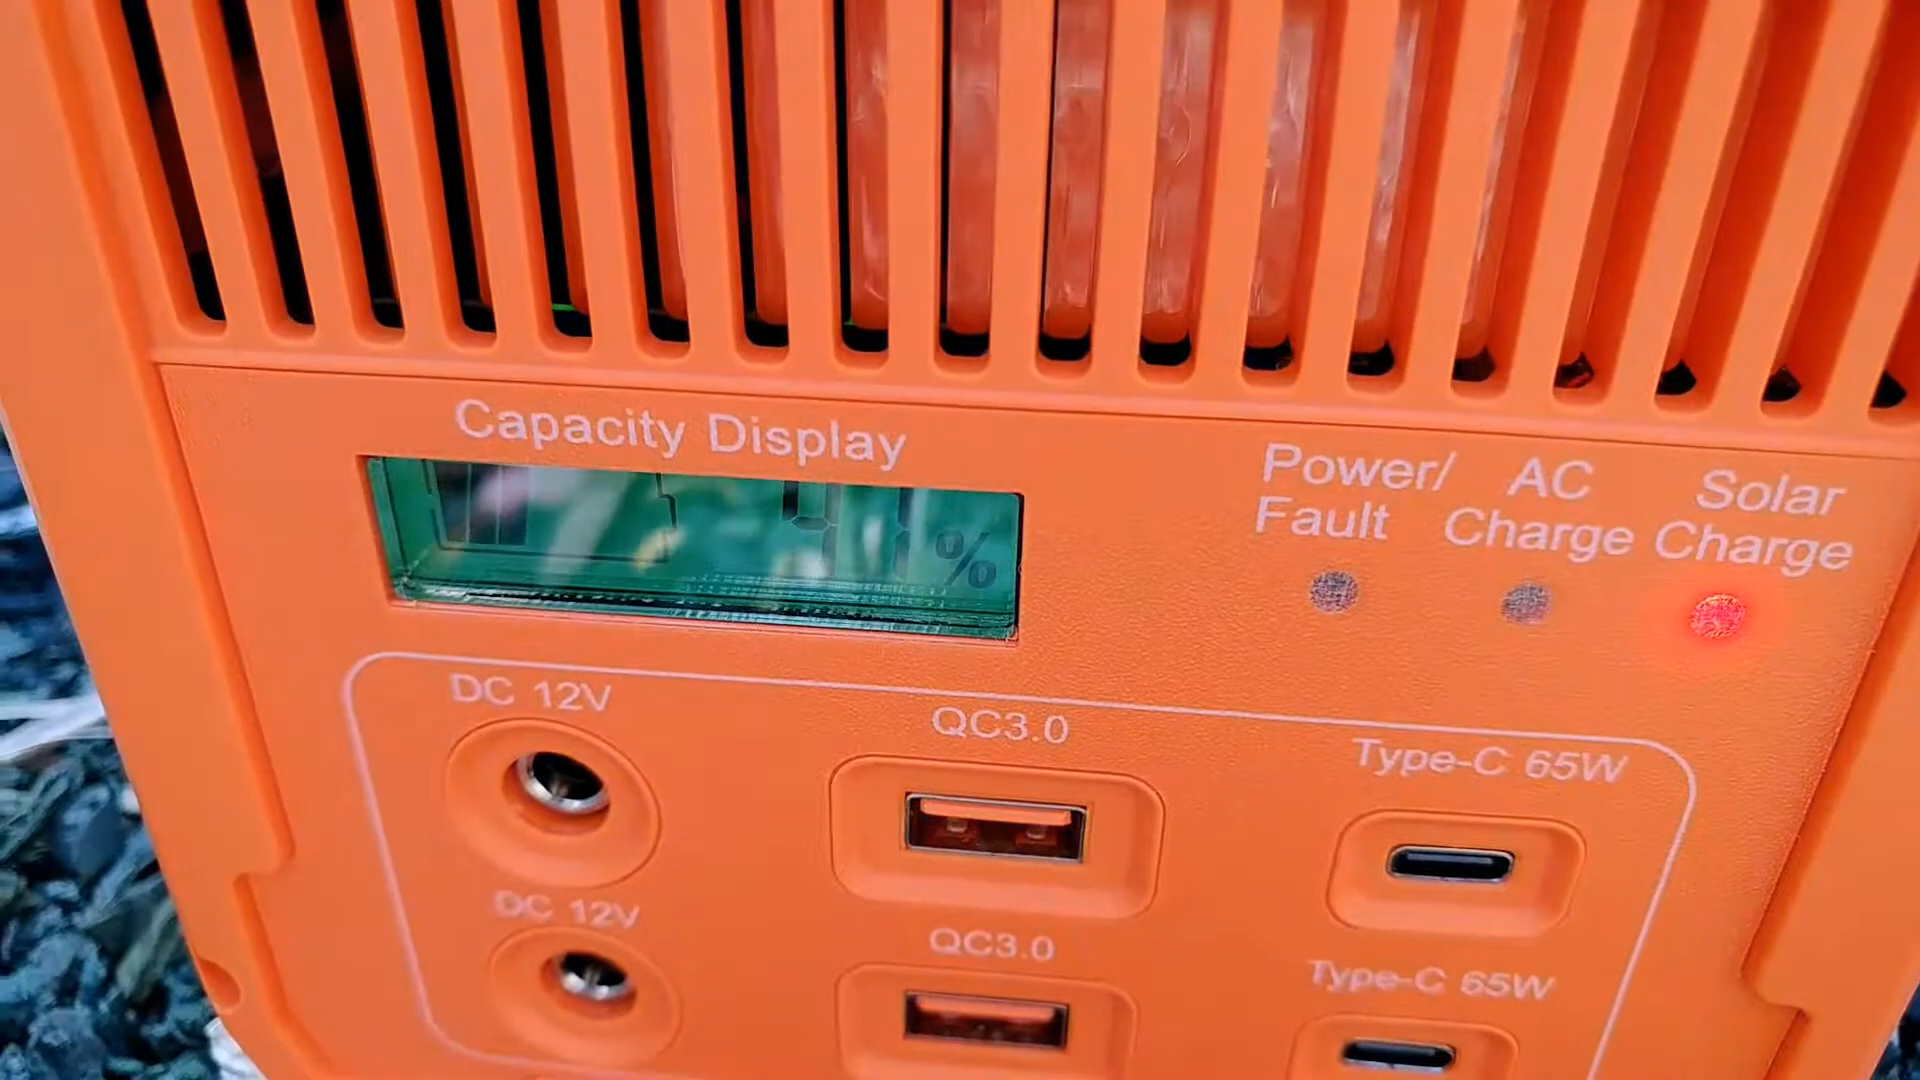 Capacity Display
Power/
Fault
AC
Charge
Solar
Charge
%
DC 12V
QC3.0
Type-C 65W
DC 12V
QC3.0
Type-C 65W